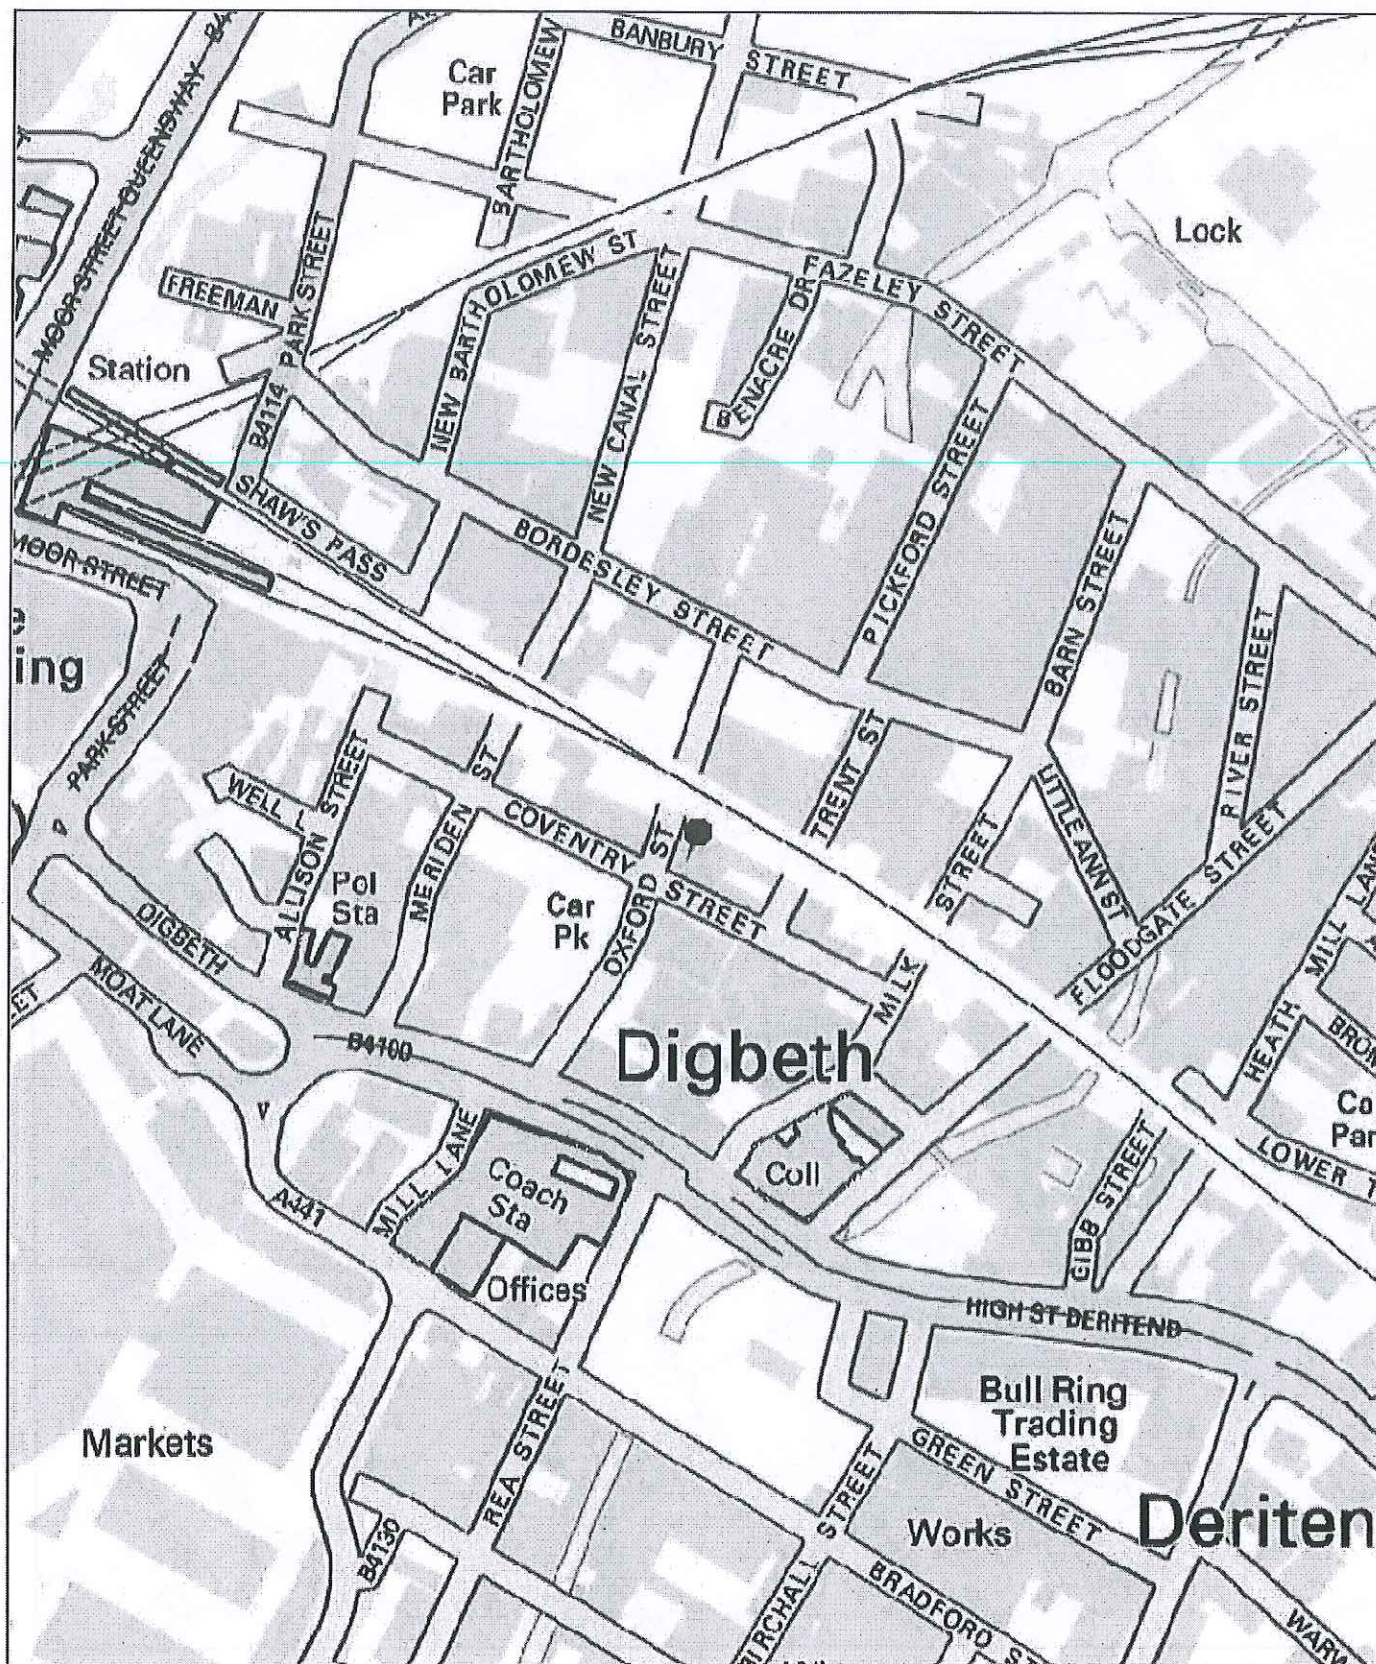 BANBURY STREET
Car
Park
BARTHOLOMEW
MOOR STREET QUEENSWAY
Lock
PARK STREET
B4114
FREEMAN
NEW BARTHOLOMEW ST
FAZELEY STREET
BENACRE DR
NEW CANAL STREET
Station
PICKFORD STREET
SHAW'S PASS
BORDESLEY STREET
BARN STREET
MOOR STREET
ing
PARK STREET
RIVER STREET
TRENT ST
LITTLE ANN ST
WELL L
ALLISON STREET
MERIDEN ST
COVENTRY STREET
OXFORD ST
STREET
FLOODGATE STREET
Pol
Sta
Car
Pk
HEATH MILL LANE
DIGBETH
MOAT LANE
MILK
B4100
Digbeth
LOWER T
Coll
GIBB STREET
MILL LANE
Coach
Sta
A441
Offices
HIGH ST DERITEND
Bull Ring
Trading
Estate
Markets
REA STREET
GREEN STREET
STREET
Works
Deriten
B4130
BRADFORD
BIRCHALL